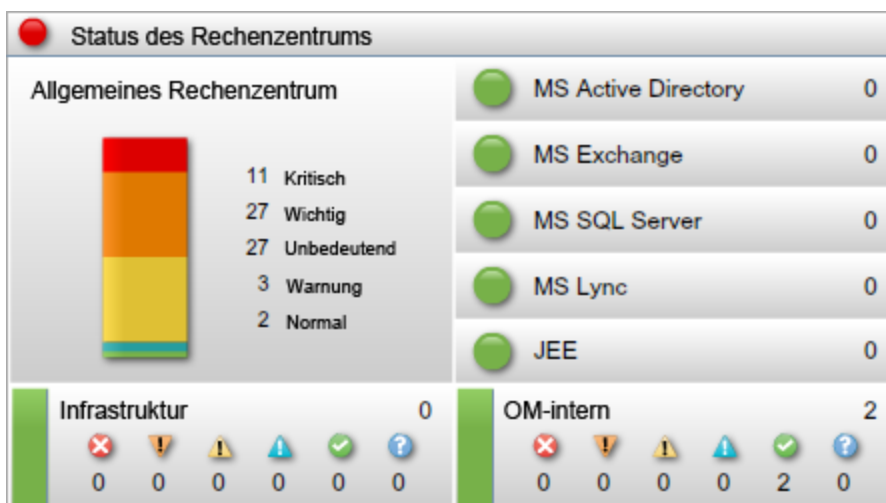 Status des Rechenzentrums
Allgemeines Rechenzentrum
11 Kritisch
27 Wichtig
27 Unbedeutend
3 Warnung
2 Normal
MS Active Directory 0
MS Exchange 0
MS SQL Server 0
MS Lync 0
JEE 0
Infrastruktur 0
0 0 0 0 0 0
OM-intern 2
0 0 0 0 2 0